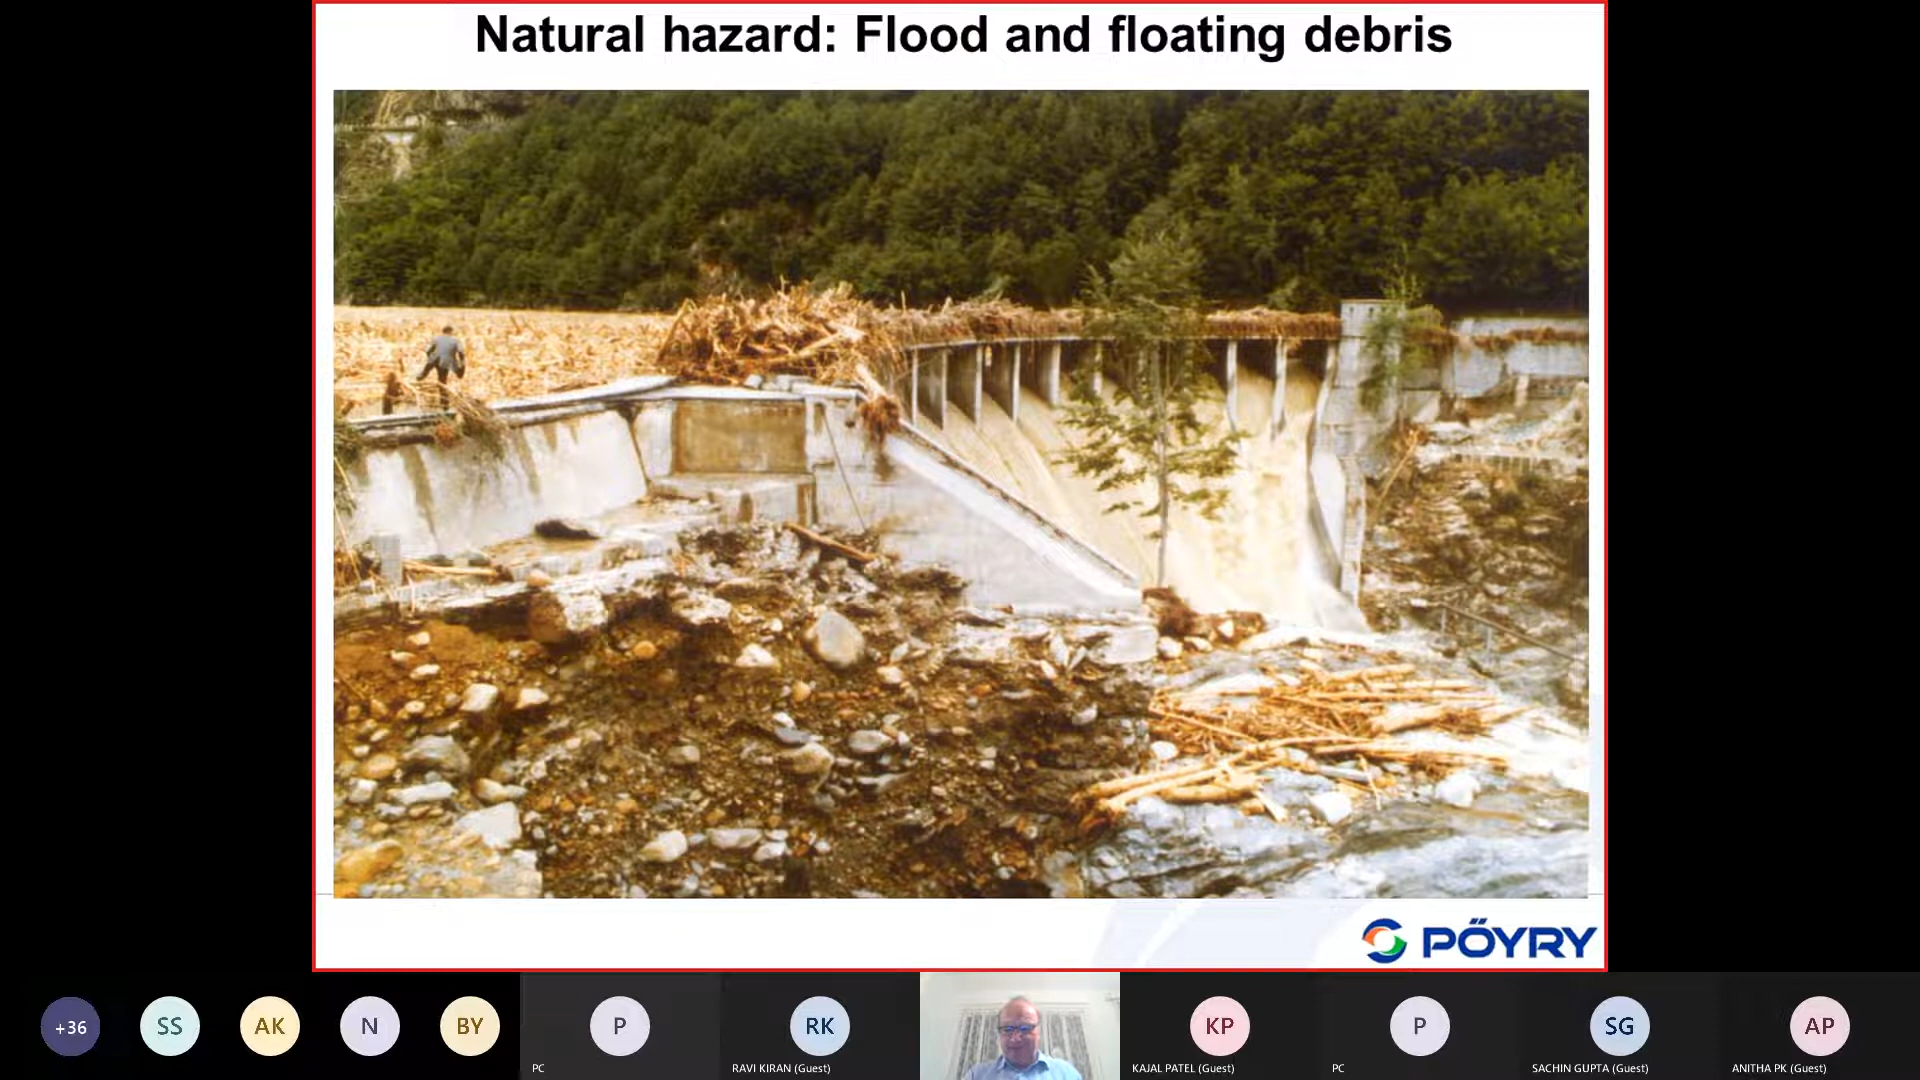 Natural hazard: Flood and floating debris
PÖYRY
+36
SS
AK
N
BY
P
PC
RK
RAVI KIRAN (Guest)
KP
KAJAL PATEL (Guest)
P
PC
SG
SACHIN GUPTA (Guest)
AP
ANITHA PK (Guest)